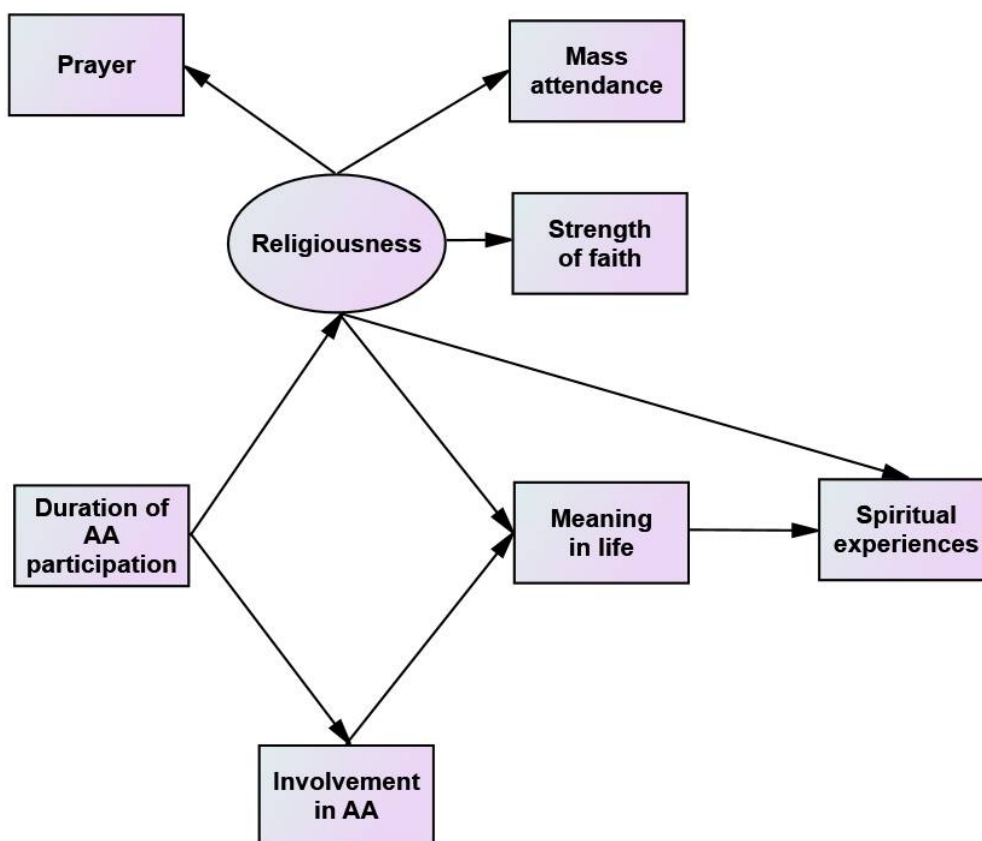 Prayer
Mass
attendance
Religiousness
Strength
of faith
Duration of
AA
participation
Meaning
in life
Spiritual
experiences
Involvement
in AA